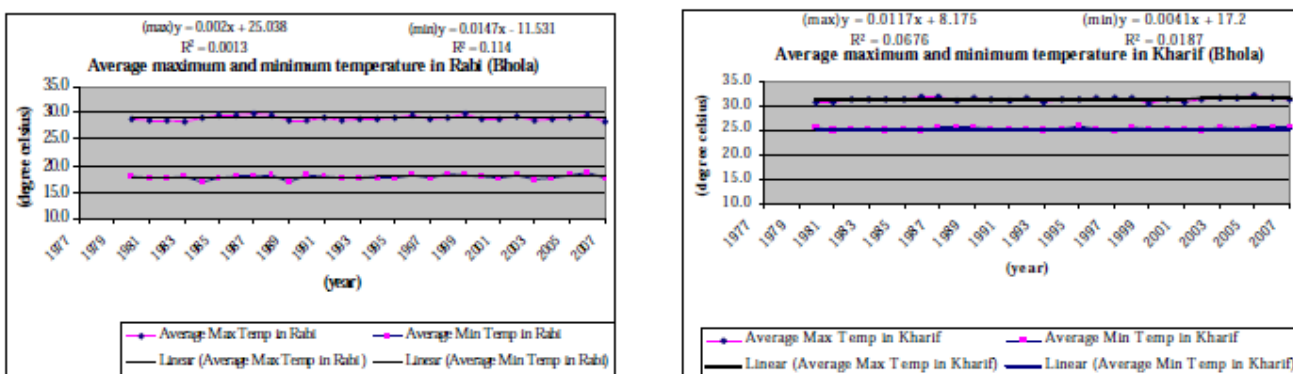 (max)y = 0.002x + 25.038 (min)y = 0.0147x - 11.531
R² = 0.0013 R² = 0.114
Average maximum and minimum temperature in Rabi (Bhola)
(degree celsius)
35.0
30.0
25.0
20.0
15.0
10.0
1977 1979 1981 1983 1985 1987 1989 1991 1993 1995 1997 1999 2001 2003 2005 2007
(year)
Average Max Temp in Rabi Average Min Temp in Rabi
Linear (Average Max Temp in Rabi ) Linear (Average Min Temp in Rabi)
(max)y = 0.0117x + 8.175 (min)y = 0.0041x + 17.2
R² = 0.0676 R² = 0.0187
Average maximum and minimum temperature in Kharif (Bhola)
(degree celsius)
35.0
30.0
25.0
20.0
15.0
10.0
1977 1979 1981 1983 1985 1987 1989 1991 1993 1995 1997 1999 2001 2003 2005 2007
(year)
Average Max Temp in Kharif Average Min Temp in Kharif
Linear (Average Max Temp in Kharif) Linear (Average Min Temp in Kharif)